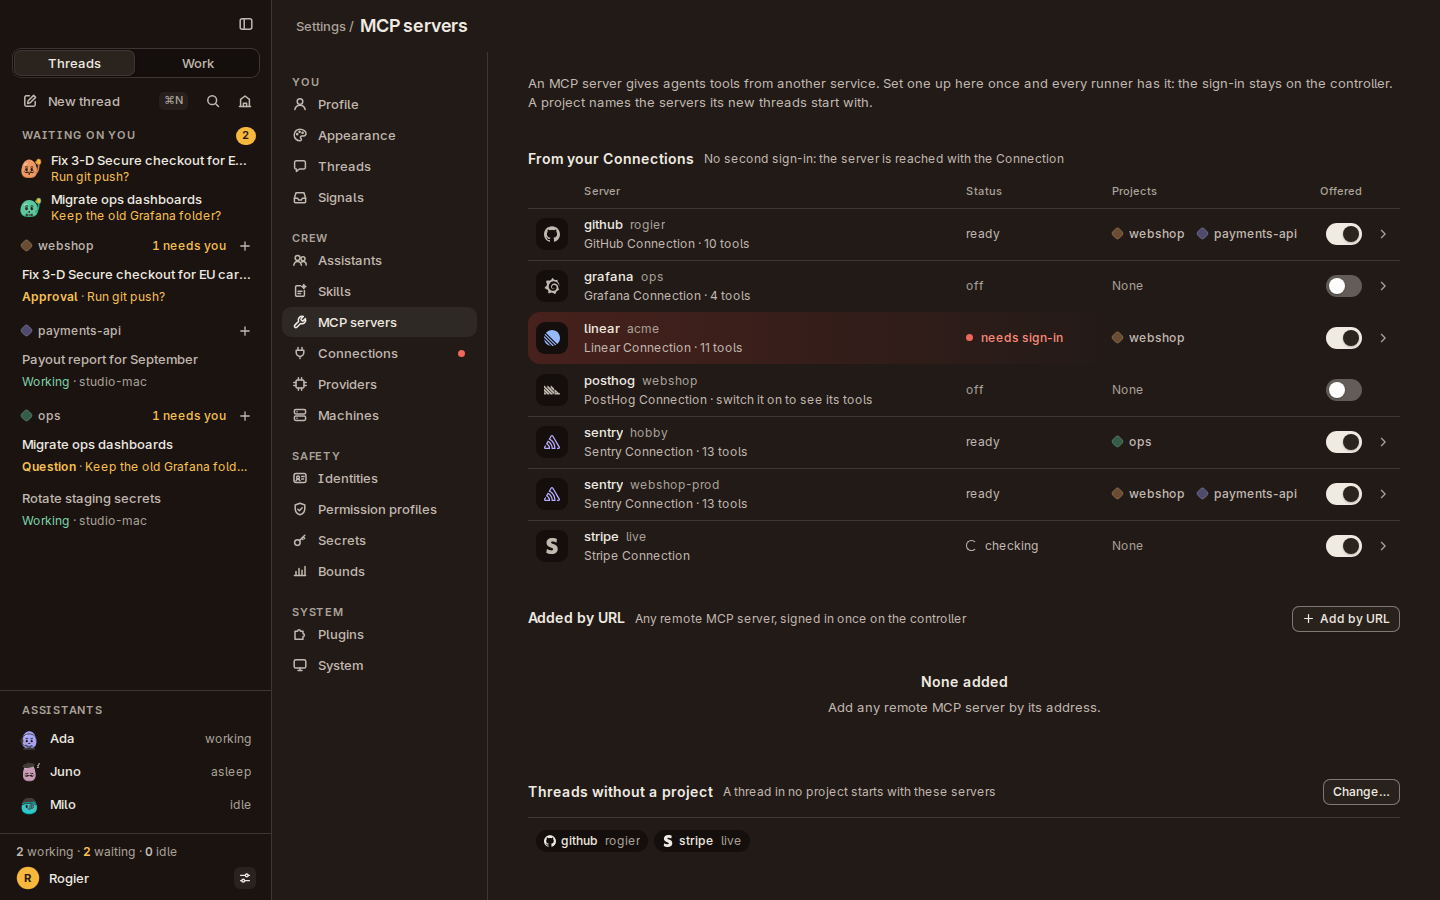 Threads
Work
New thread
⌘N
WAITING ON YOU
2
Fix 3-D Secure checkout for E...
Run git push?
Migrate ops dashboards
Keep the old Grafana folder?
webshop
1 needs you
Fix 3-D Secure checkout for EU car...
Approval · Run git push?
payments-api
Payout report for September
Working · studio-mac
ops
1 needs you
Migrate ops dashboards
Question · Keep the old Grafana fold...
Rotate staging secrets
Working · studio-mac
ASSISTANTS
Ada
working
Juno
asleep
Milo
idle
2 working · 2 waiting · 0 idle
R
Rogier
Settings / MCP servers
YOU
Profile
Appearance
Threads
Signals
CREW
Assistants
Skills
MCP servers
Connections
Providers
Machines
SAFETY
Identities
Permission profiles
Secrets
Bounds
SYSTEM
Plugins
System
An MCP server gives agents tools from another service. Set one up here once and every runner has it: the sign-in stays on the controller.
A project names the servers its new threads start with.
From your Connections
No second sign-in: the server is reached with the Connection
Server
Status
Projects
Offered
github rogier
GitHub Connection · 10 tools
ready
webshop
payments-api
grafana ops
Grafana Connection · 4 tools
off
None
linear acme
Linear Connection · 11 tools
needs sign-in
webshop
posthog webshop
PostHog Connection · switch it on to see its tools
off
None
sentry hobby
Sentry Connection · 13 tools
ready
ops
sentry webshop-prod
Sentry Connection · 13 tools
ready
webshop
payments-api
stripe live
Stripe Connection
checking
None
Added by URL
Any remote MCP server, signed in once on the controller
Add by URL
None added
Add any remote MCP server by its address.
Threads without a project
A thread in no project starts with these servers
Change...
github rogier
stripe live